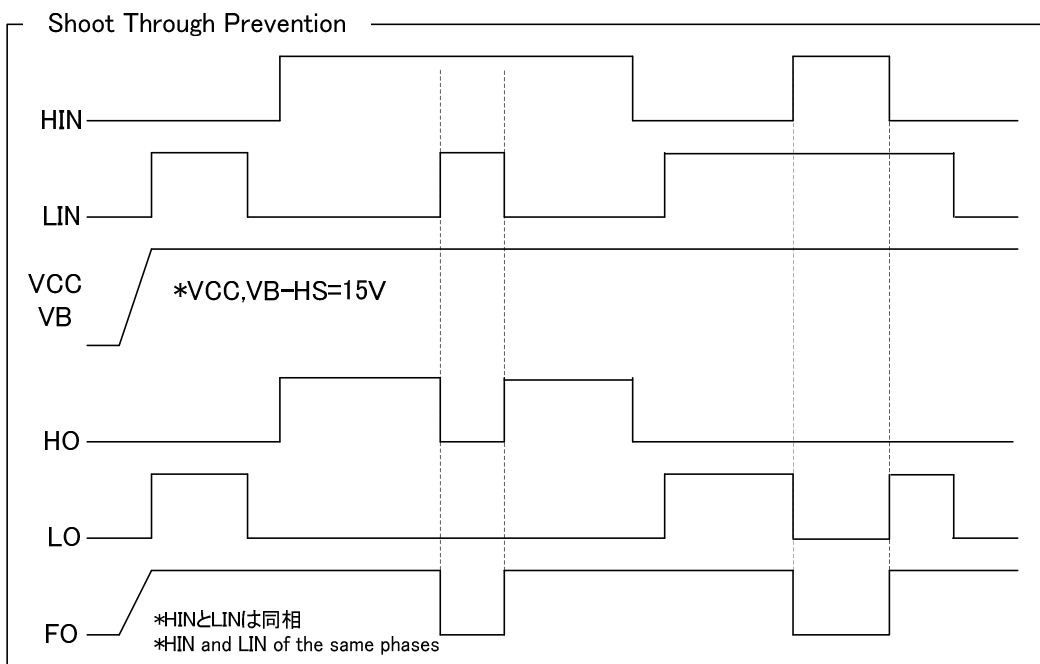 Shoot Through Prevention
HIN
LIN
VCC
VB
*VCC,VB-HS=15V
HO
LO
FO
*HINとLINは同相
*HIN and LIN of the same phases